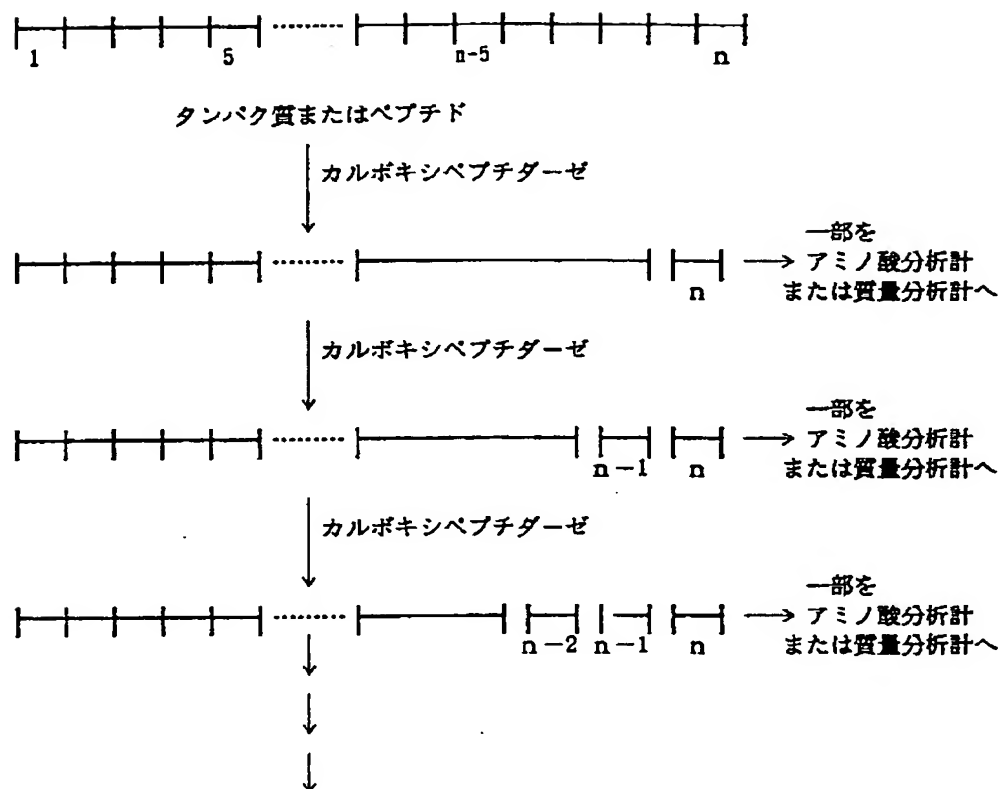 1 5 n-5 n
タンパク質またはペプチド
カルボキシペプチダーゼ
一部を
アミノ酸分析計
または質量分析計へ
n
カルボキシペプチダーゼ
一部を
アミノ酸分析計
または質量分析計へ
n-1 n
カルボキシペプチダーゼ
一部を
アミノ酸分析計
または質量分析計へ
n-2 n-1 n